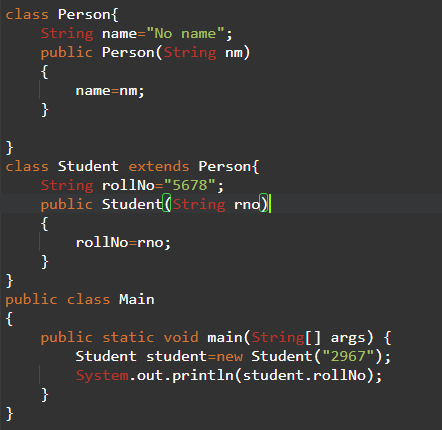 class Person{
String name="No name";
public Person(String nm)
{
name=nm;
}
}
class Student extends Person{
String rollNo="5678";
public Student(String rno)
{
rollNo=rno;
}
}
public class Main
{
public static void main(String[] args) {
Student student=new Student("2967");
System.out.println(student.rollNo);
}
}